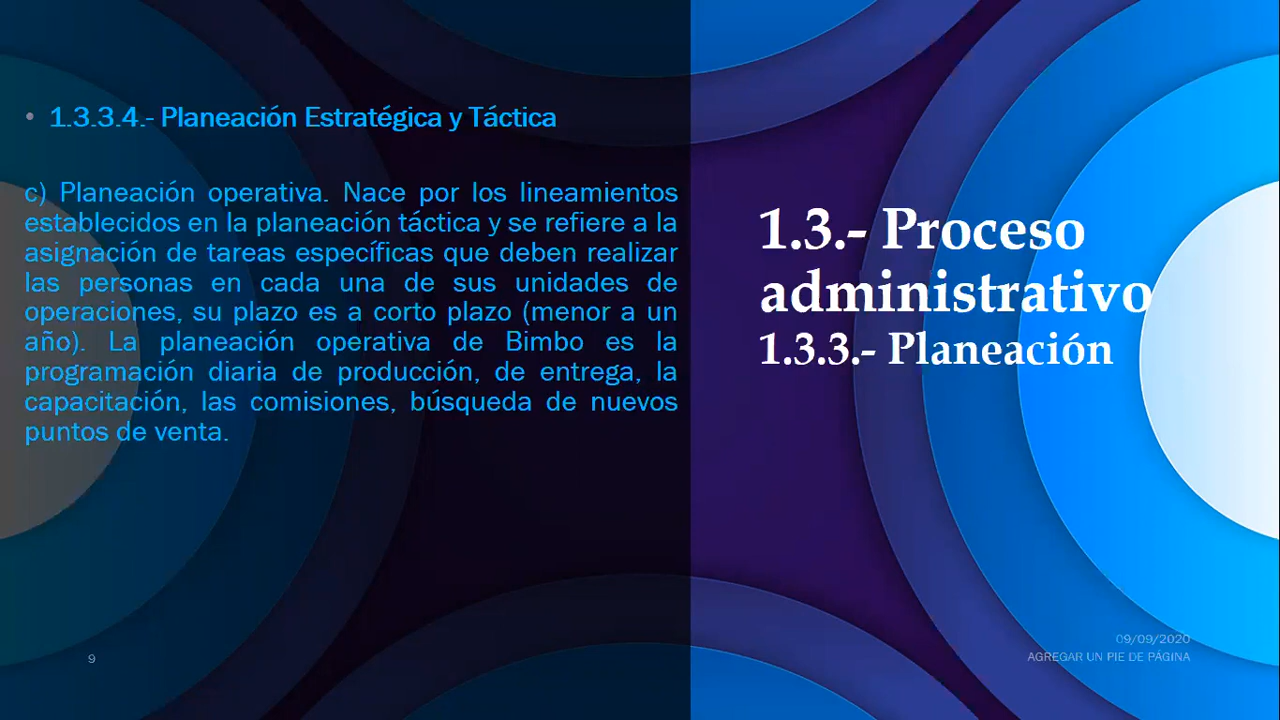 • 1.3.3.4.- Planeación Estratégica y Táctica
c) Planeación operativa. Nace por los lineamientos
establecidos en la planeación táctica y se refiere a la
asignación de tareas específicas que deben realizar
las personas en cada una de sus unidades de
operaciones, su plazo es a corto plazo (menor a un
año). La planeación operativa de Bimbo es la
programación diaria de producción, de entrega, la
capacitación, las comisiones, búsqueda de nuevos
puntos de venta.
1.3.- Proceso
administrativo
1.3.3.- Planeación
09/09/2020
AGREGAR UN PIE DE PÁGINA
9